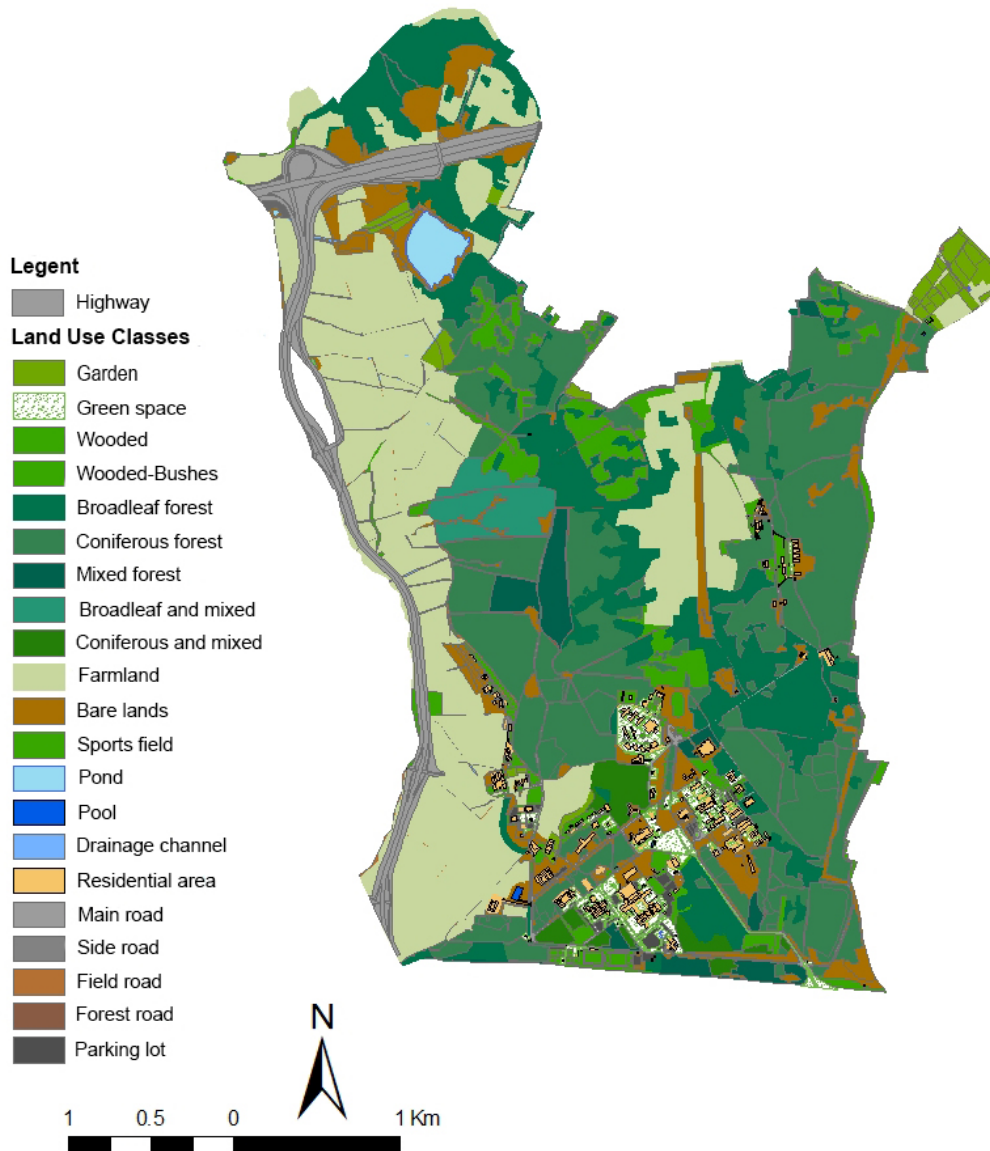 Legent
Highway
Land Use Classes
Garden
Green space
Wooded
Wooded-Bushes
Broadleaf forest
Coniferous forest
Mixed forest
Broadleaf and mixed
Coniferous and mixed
Farmland
Bare lands
Sports field
Pond
Pool
Drainage channel
Residential area
Main road
Side road
Field road
Forest road
Parking lot
N
1 0.5 0 1 Km